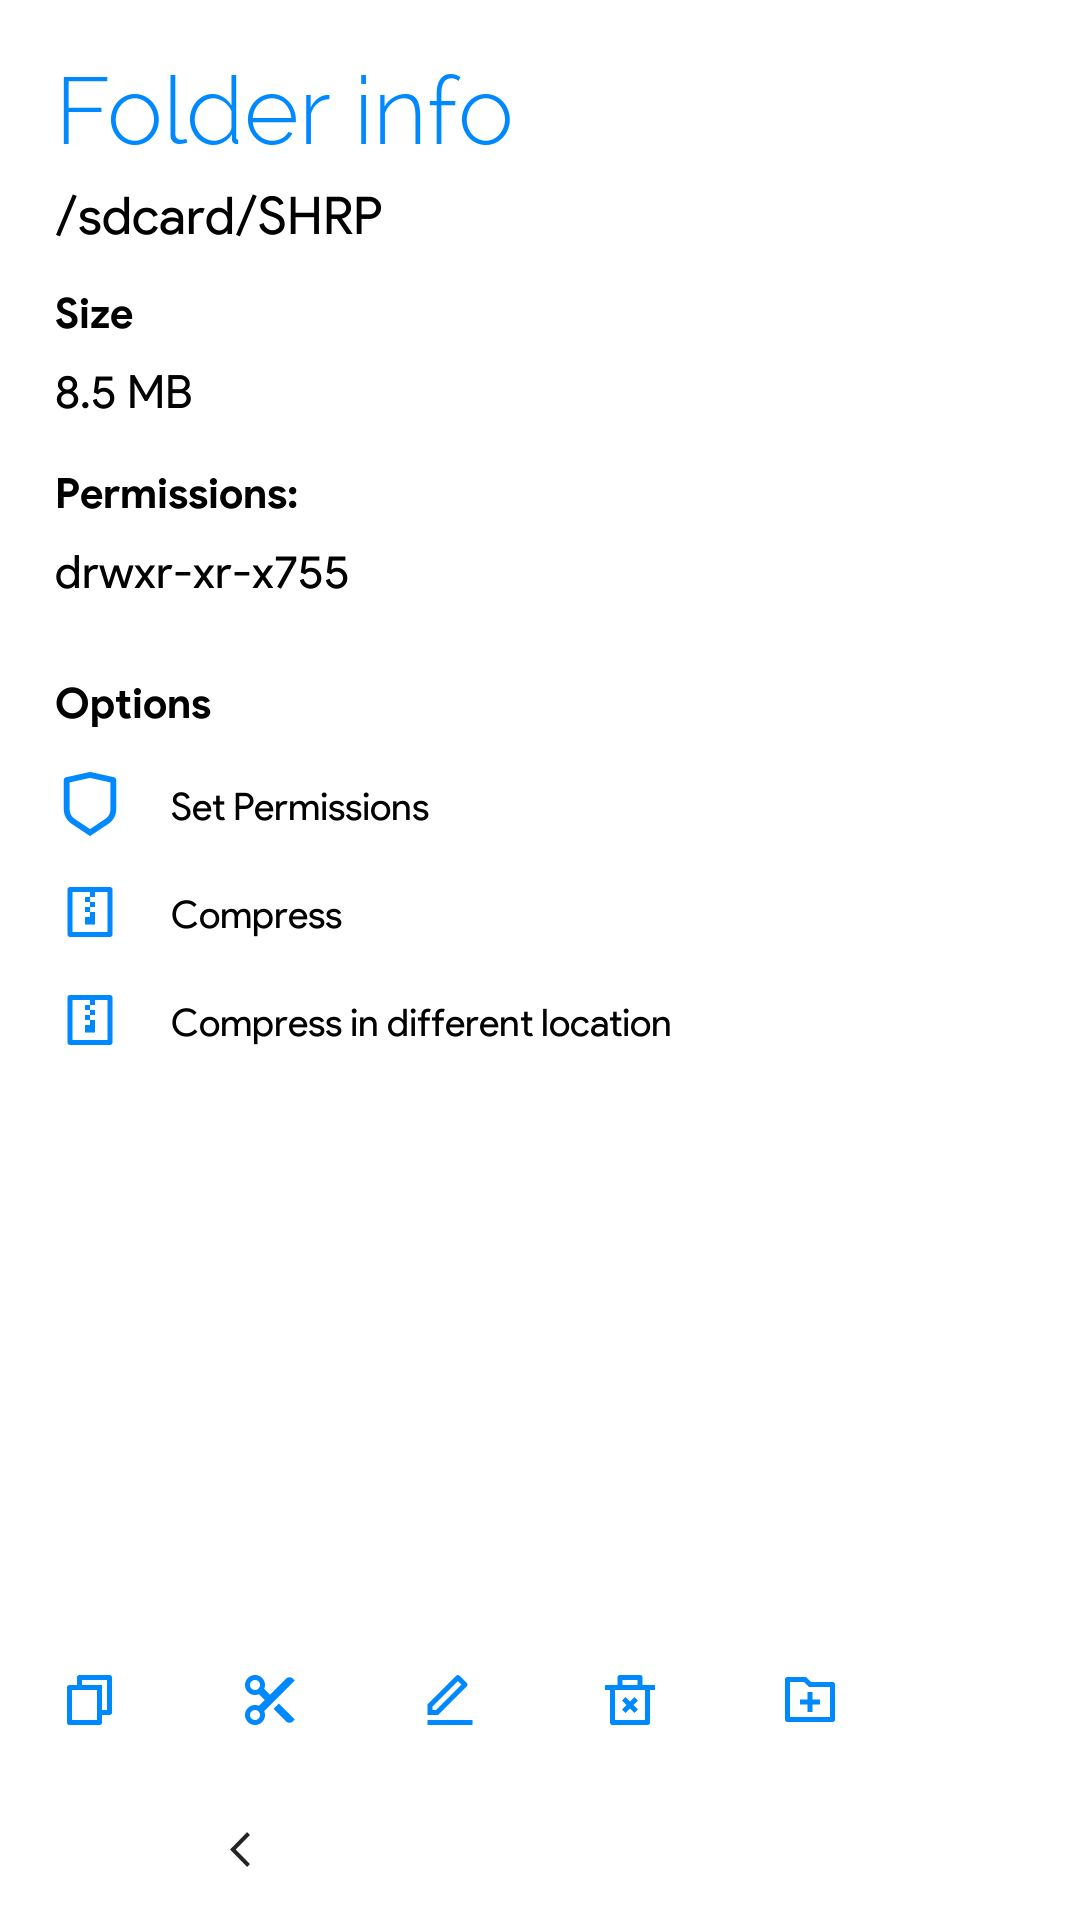 Folder info
/sdcard/SHRP
Size
8.5 MB
Permissions:
drwxr-xr-x755
Options
Set Permissions
Compress
Compress in different location